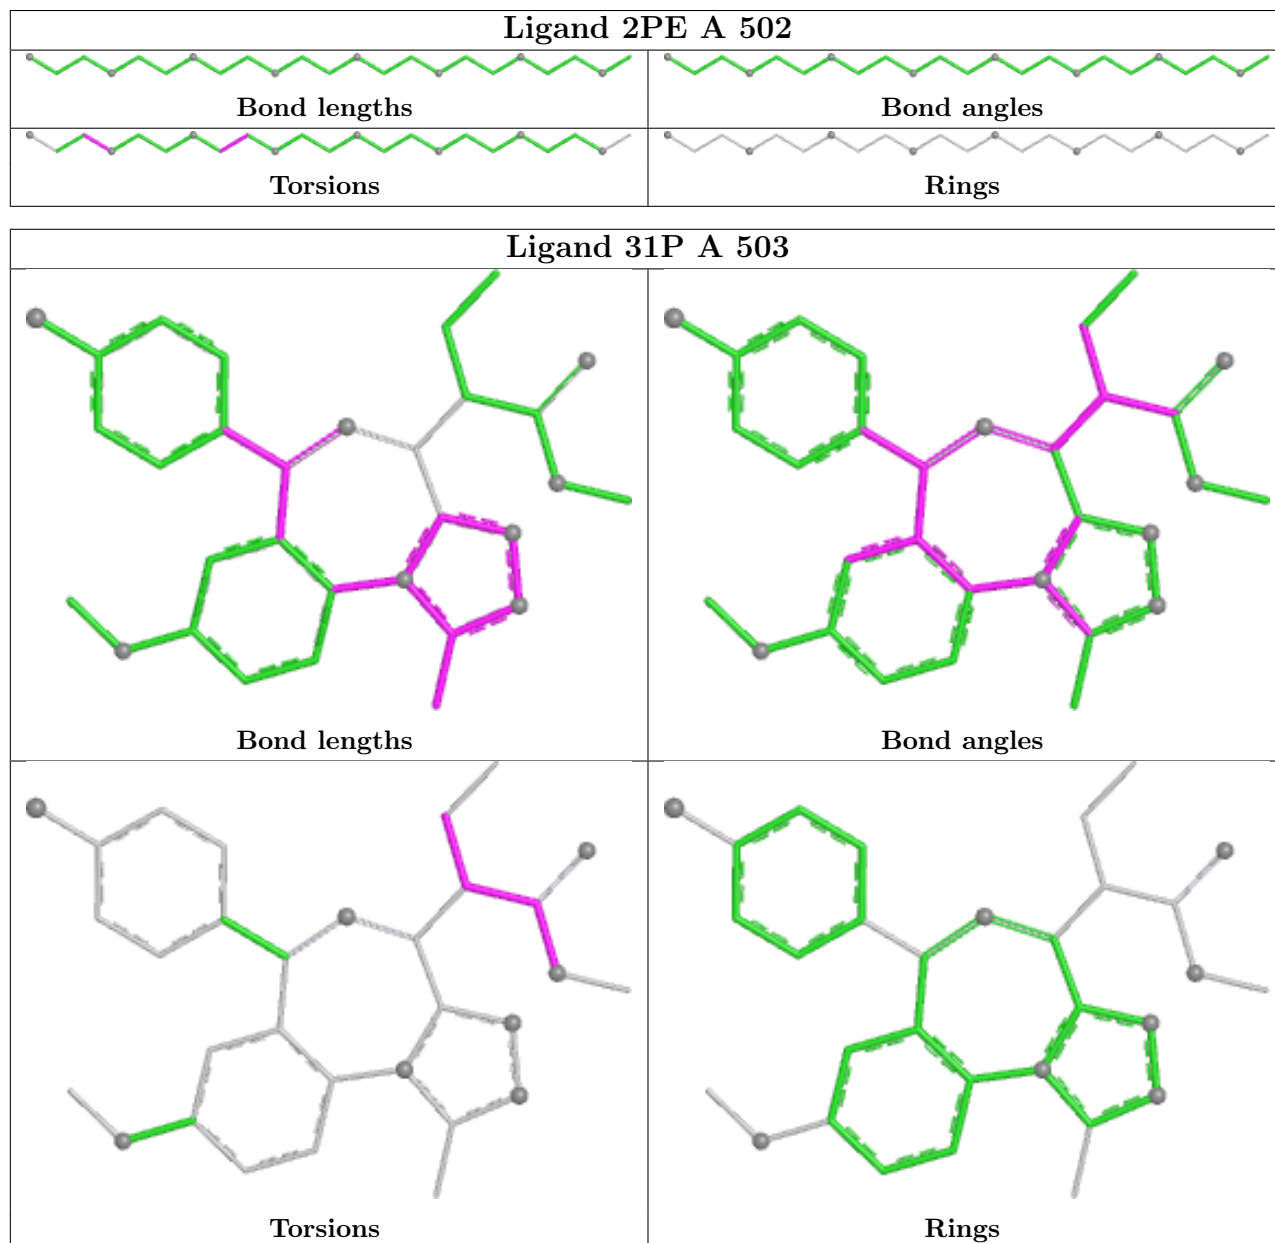 Ligand 2PE A 502
Bond lengths
Bond angles
Torsions
Rings
Ligand 31P A 503
Bond lengths
Bond angles
Torsions
Rings